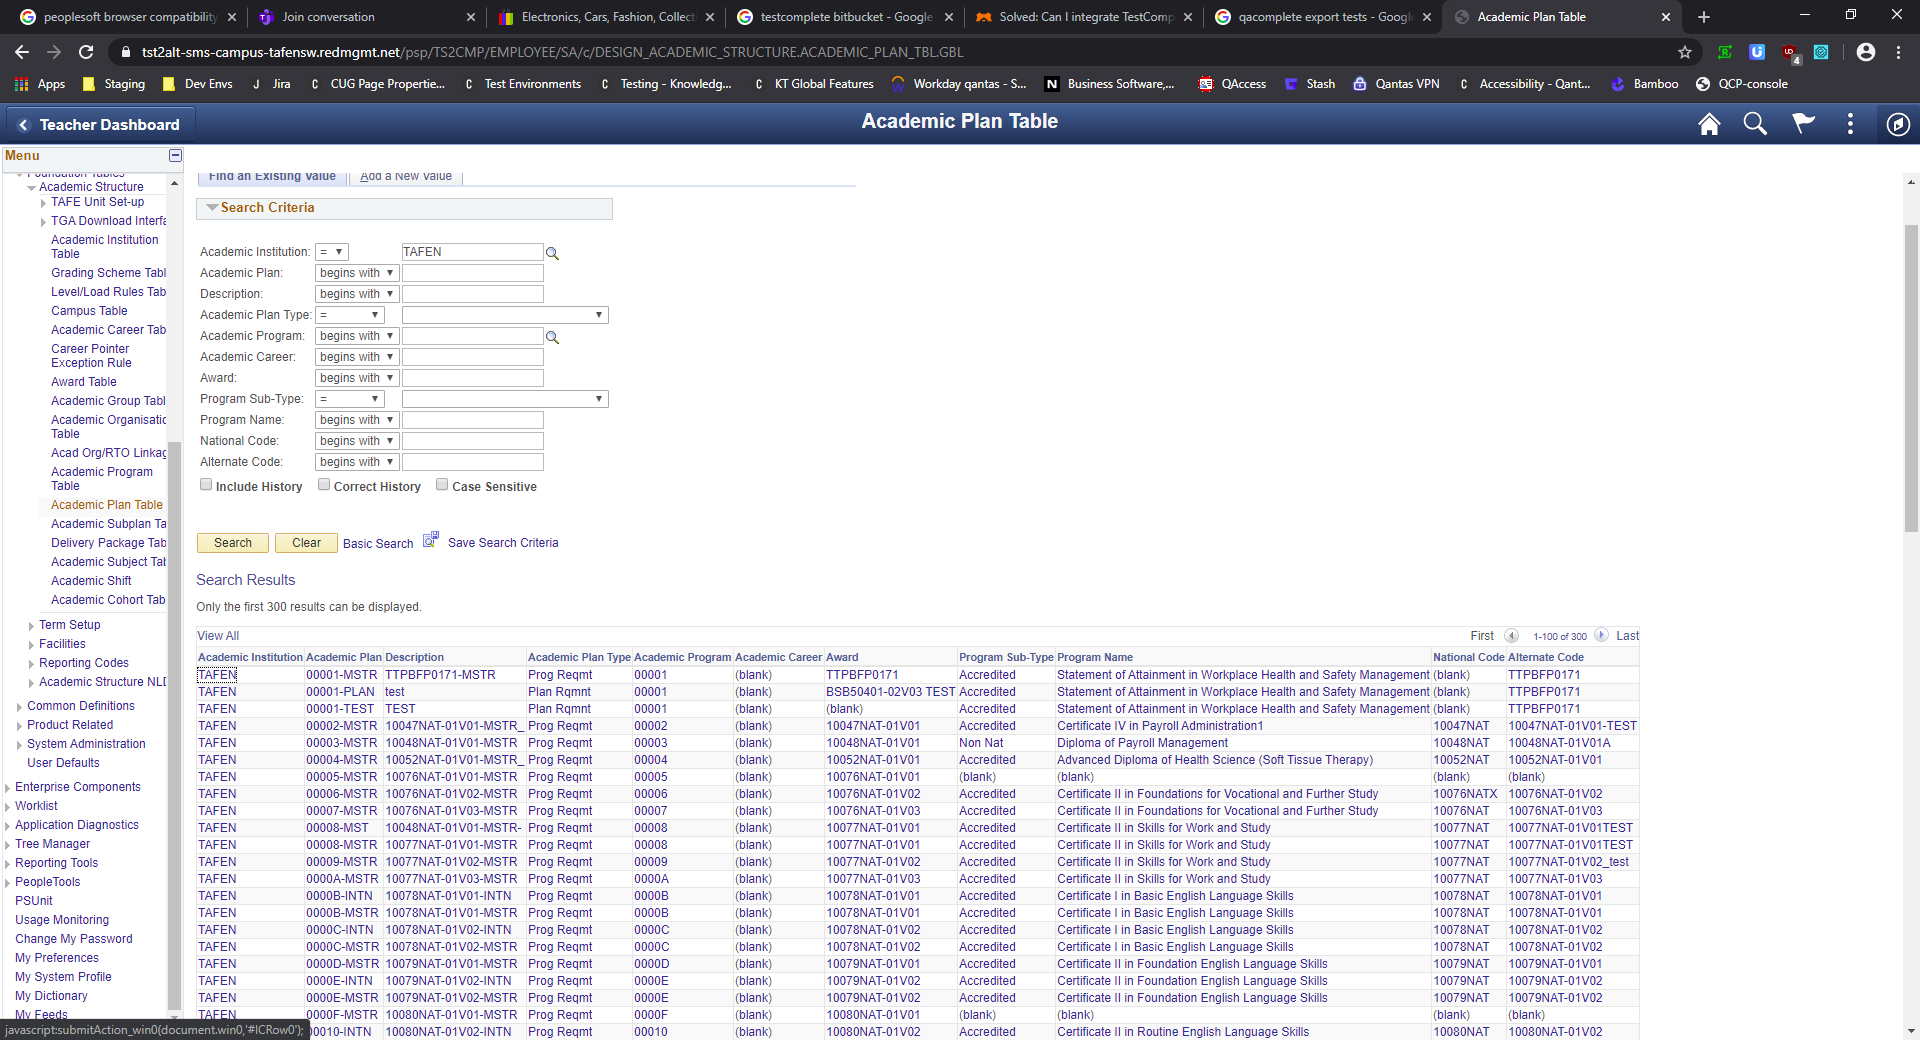 peoplesoft browser compatibility
Join conversation
Electronics, Cars, Fashion, Collect
testcomplete bitbucket - Google
Solved: Can I integrate TestComp
qacomplete export tests - Google
Academic Plan Table
tst2alt-sms-campus-tafensw.redmgmt.net/psp/TS2CMP/EMPLOYEE/SA/c/DESIGN_ACADEMIC_STRUCTURE.ACADEMIC_PLAN_TBL.GBL
4
Apps
Staging
Dev Envs
Jira
CUG Page Propertie...
Test Environments
Testing - Knowledg...
KT Global Features
Workday qantas - S...
Business Software,...
QAccess
Stash
Qantas VPN
Accessibility - Qant...
Bamboo
QCP-console
Teacher Dashboard
Academic Plan Table
Menu
Foundation Tables
Academic Structure
TAFE Unit Set-up
TGA Download Interfa
Academic Institution
Table
Grading Scheme Tabl
Level/Load Rules Tab
Campus Table
Academic Career Tab
Career Pointer
Exception Rule
Award Table
Academic Group Tabl
Academic Organisatio
Table
Acad Org/RTO Linkag
Academic Program
Table
Academic Plan Table
Academic Subplan Ta
Delivery Package Tab
Academic Subject Tab
Academic Shift
Academic Cohort Tab
Term Setup
Facilities
Reporting Codes
Academic Structure NLD
Common Definitions
Product Related
System Administration
User Defaults
Enterprise Components
Worklist
Application Diagnostics
Tree Manager
Reporting Tools
PeopleTools
PSUnit
Usage Monitoring
Change My Password
My Preferences
My System Profile
My Dictionary
My Feeds
javascript:submitAction_win0(document.win0,'#ICRow0');
Find an Existing Value
Add a New Value
Search Criteria
Academic Institution: = TAFEN
Academic Plan: begins with
Description: begins with
Academic Plan Type: =
Academic Program: begins with
Academic Career: begins with
Award: begins with
Program Sub-Type: =
Program Name: begins with
National Code: begins with
Alternate Code: begins with
Include History Correct History Case Sensitive
Search Clear Basic Search Save Search Criteria
Search Results
Only the first 300 results can be displayed.
View All First 1-100 of 300 Last
Academic Institution Academic Plan Description Academic Plan Type Academic Program Academic Career Award Program Sub-Type Program Name National Code Alternate Code
TAFEN 00001-MSTR TTPBFP0171-MSTR Prog Reqmt 00001 (blank) TTPBFP0171 Accredited Statement of Attainment in Workplace Health and Safety Management (blank) TTPBFP0171
TAFEN 00001-PLAN test Plan Rqmnt 00001 (blank) BSB50401-02V03 TEST Accredited Statement of Attainment in Workplace Health and Safety Management (blank) TTPBFP0171
TAFEN 00001-TEST TEST Plan Rqmnt 00001 (blank) (blank) Accredited Statement of Attainment in Workplace Health and Safety Management (blank) TTPBFP0171
TAFEN 00002-MSTR 10047NAT-01V01-MSTR_ Prog Reqmt 00002 (blank) 10047NAT-01V01 Accredited Certificate IV in Payroll Administration1 10047NAT 10047NAT-01V01-TEST
TAFEN 00003-MSTR 10048NAT-01V01-MSTR Prog Reqmt 00003 (blank) 10048NAT-01V01 Non Nat Diploma of Payroll Management 10048NAT 10048NAT-01V01A
TAFEN 00004-MSTR 10052NAT-01V01-MSTR_ Prog Reqmt 00004 (blank) 10052NAT-01V01 Accredited Advanced Diploma of Health Science (Soft Tissue Therapy) 10052NAT 10052NAT-01V01
TAFEN 00005-MSTR 10076NAT-01V01-MSTR Prog Reqmt 00005 (blank) 10076NAT-01V01 (blank) (blank) (blank) (blank)
TAFEN 00006-MSTR 10076NAT-01V02-MSTR Prog Reqmt 00006 (blank) 10076NAT-01V02 Accredited Certificate II in Foundations for Vocational and Further Study 10076NATX 10076NAT-01V02
TAFEN 00007-MSTR 10076NAT-01V03-MSTR Prog Reqmt 00007 (blank) 10076NAT-01V03 Accredited Certificate II in Foundations for Vocational and Further Study 10076NAT 10076NAT-01V03
TAFEN 00008-MST 10048NAT-01V01-MSTR- Prog Reqmt 00008 (blank) 10077NAT-01V01 Accredited Certificate II in Skills for Work and Study 10077NAT 10077NAT-01V01TEST
TAFEN 00008-MSTR 10077NAT-01V01-MSTR Prog Reqmt 00008 (blank) 10077NAT-01V01 Accredited Certificate II in Skills for Work and Study 10077NAT 10077NAT-01V01TEST
TAFEN 00009-MSTR 10077NAT-01V02-MSTR Prog Reqmt 00009 (blank) 10077NAT-01V02 Accredited Certificate II in Skills for Work and Study 10077NAT 10077NAT-01V02_test
TAFEN 0000A-MSTR 10077NAT-01V03-MSTR Prog Reqmt 0000A (blank) 10077NAT-01V03 Accredited Certificate II in Skills for Work and Study 10077NAT 10077NAT-01V03
TAFEN 0000B-INTN 10078NAT-01V01-INTN Prog Reqmt 0000B (blank) 10078NAT-01V01 Accredited Certificate I in Basic English Language Skills 10078NAT 10078NAT-01V01
TAFEN 0000B-MSTR 10078NAT-01V01-MSTR Prog Reqmt 0000B (blank) 10078NAT-01V01 Accredited Certificate I in Basic English Language Skills 10078NAT 10078NAT-01V01
TAFEN 0000C-INTN 10078NAT-01V02-INTN Prog Reqmt 0000C (blank) 10078NAT-01V02 Accredited Certificate I in Basic English Language Skills 10078NAT 10078NAT-01V02
TAFEN 0000C-MSTR 10078NAT-01V02-MSTR Prog Reqmt 0000C (blank) 10078NAT-01V02 Accredited Certificate I in Basic English Language Skills 10078NAT 10078NAT-01V02
TAFEN 0000D-MSTR 10079NAT-01V01-MSTR Prog Reqmt 0000D (blank) 10079NAT-01V01 Accredited Certificate II in Foundation English Language Skills 10079NAT 10079NAT-01V01
TAFEN 0000E-INTN 10079NAT-01V02-INTN Prog Reqmt 0000E (blank) 10079NAT-01V02 Accredited Certificate II in Foundation English Language Skills 10079NAT 10079NAT-01V02
TAFEN 0000E-MSTR 10079NAT-01V02-MSTR Prog Reqmt 0000E (blank) 10079NAT-01V02 Accredited Certificate II in Foundation English Language Skills 10079NAT 10079NAT-01V02
TAFEN 0000F-MSTR 10080NAT-01V01-MSTR Prog Reqmt 0000F (blank) 10080NAT-01V01 (blank) (blank) (blank) (blank)
00010-INTN 10080NAT-01V02-INTN Prog Reqmt 00010 (blank) 10080NAT-01V02 Accredited Certificate II in Routine English Language Skills 10080NAT 10080NAT-01V02